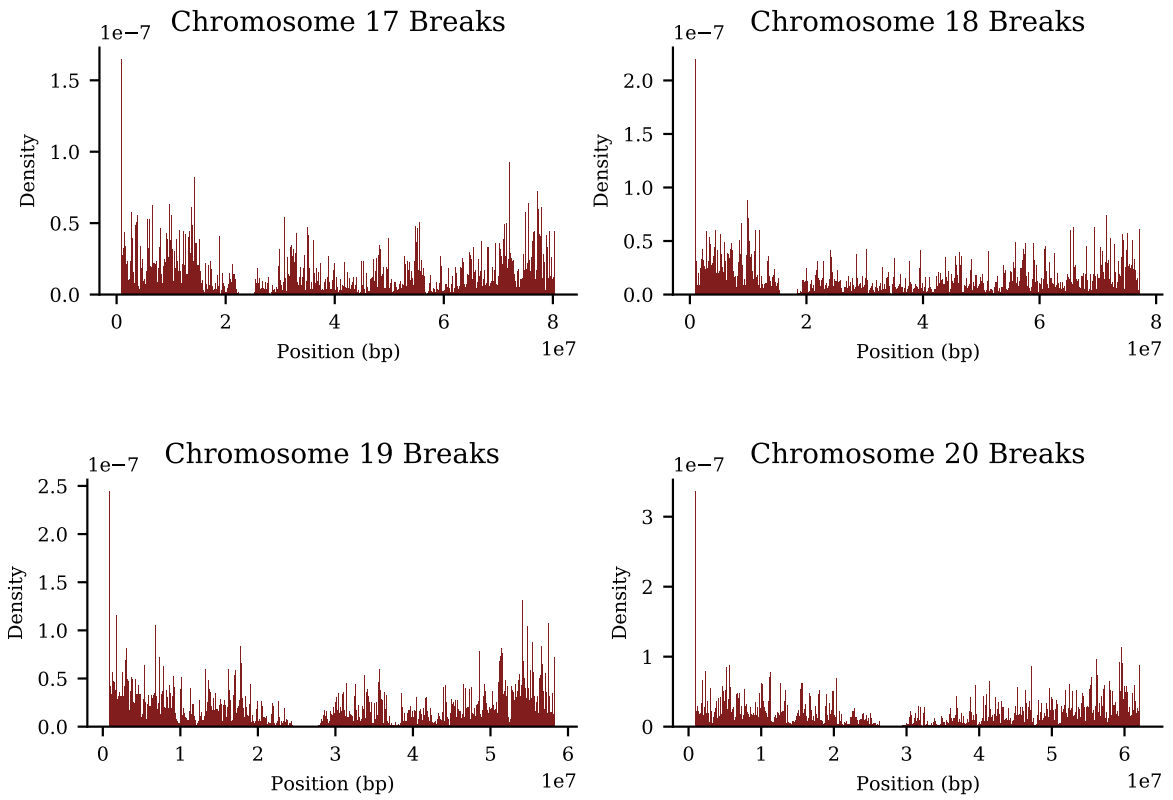 Chromosome 17 Breaks
1e−7
1.5
1.0
0.5
0.0
Density
0
2
4
6
8
Position (bp)
1e7
Chromosome 18 Breaks
1e−7
2.0
1.5
1.0
0.5
0.0
Density
0
2
4
6
8
Position (bp)
1e7
Chromosome 19 Breaks
1e−7
2.5
2.0
1.5
1.0
0.5
0.0
Density
0
1
2
3
4
5
6
Position (bp)
1e7
Chromosome 20 Breaks
1e−7
3
2
1
0
Density
0
1
2
3
4
5
6
Position (bp)
1e7